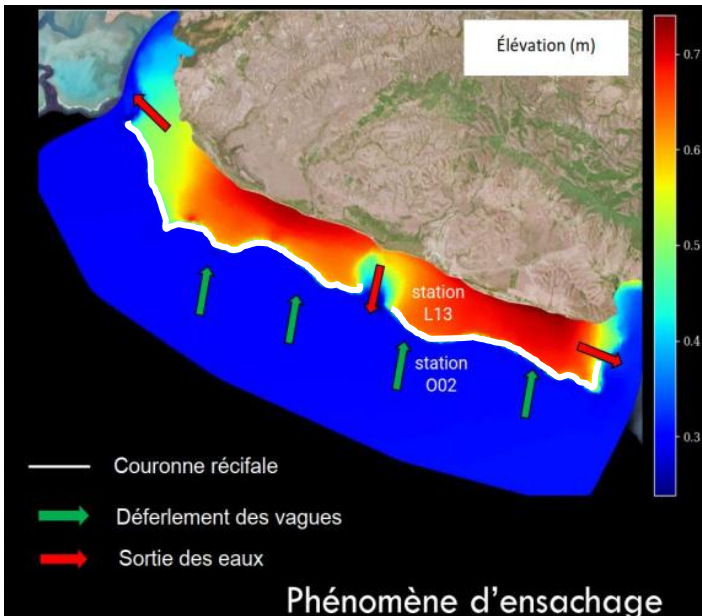 Élévation (m)
0.7
0.6
0.5
0.4
0.3
station
L13
station
O02
Couronne récifale
Déferlement des vagues
Sortie des eaux
Phénomène d'ensachage